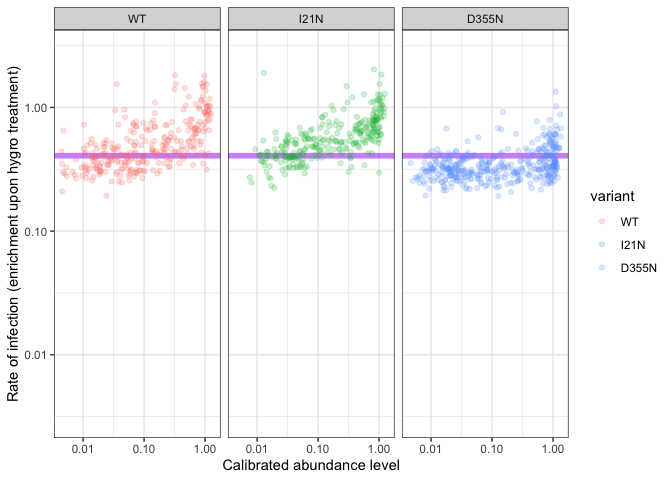 WT I21N D355N
Rate of infection (enrichment upon hygro treatment)
1.00
0.10
0.01
0.01 0.10 1.00 0.01 0.10 1.00 0.01 0.10 1.00
Calibrated abundance level
variant
WT
I21N
D355N